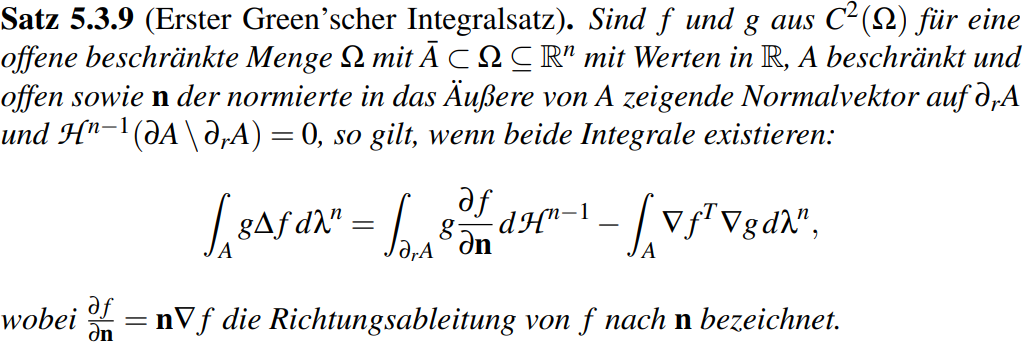 Satz 5.3.9 (Erster Green’scher Integralsatz). Sind f und g aus C²(Ω) für eine
offene beschränkte Menge Ω mit Ā ⊂ Ω ⊆ ℝⁿ mit Werten in ℝ, A beschränkt und
offen sowie n der normierte in das Äußere von A zeigende Normalvektor auf ∂ᵣA
und ℋⁿ⁻¹(∂A \ ∂ᵣA) = 0, so gilt, wenn beide Integrale existieren:
∫_A gΔf dλⁿ = ∫_{∂ᵣA} g ∂f/∂n dℋⁿ⁻¹ − ∫_A ∇fᵀ∇g dλⁿ,
wobei ∂f/∂n = n∇f die Richtungsableitung von f nach n bezeichnet.